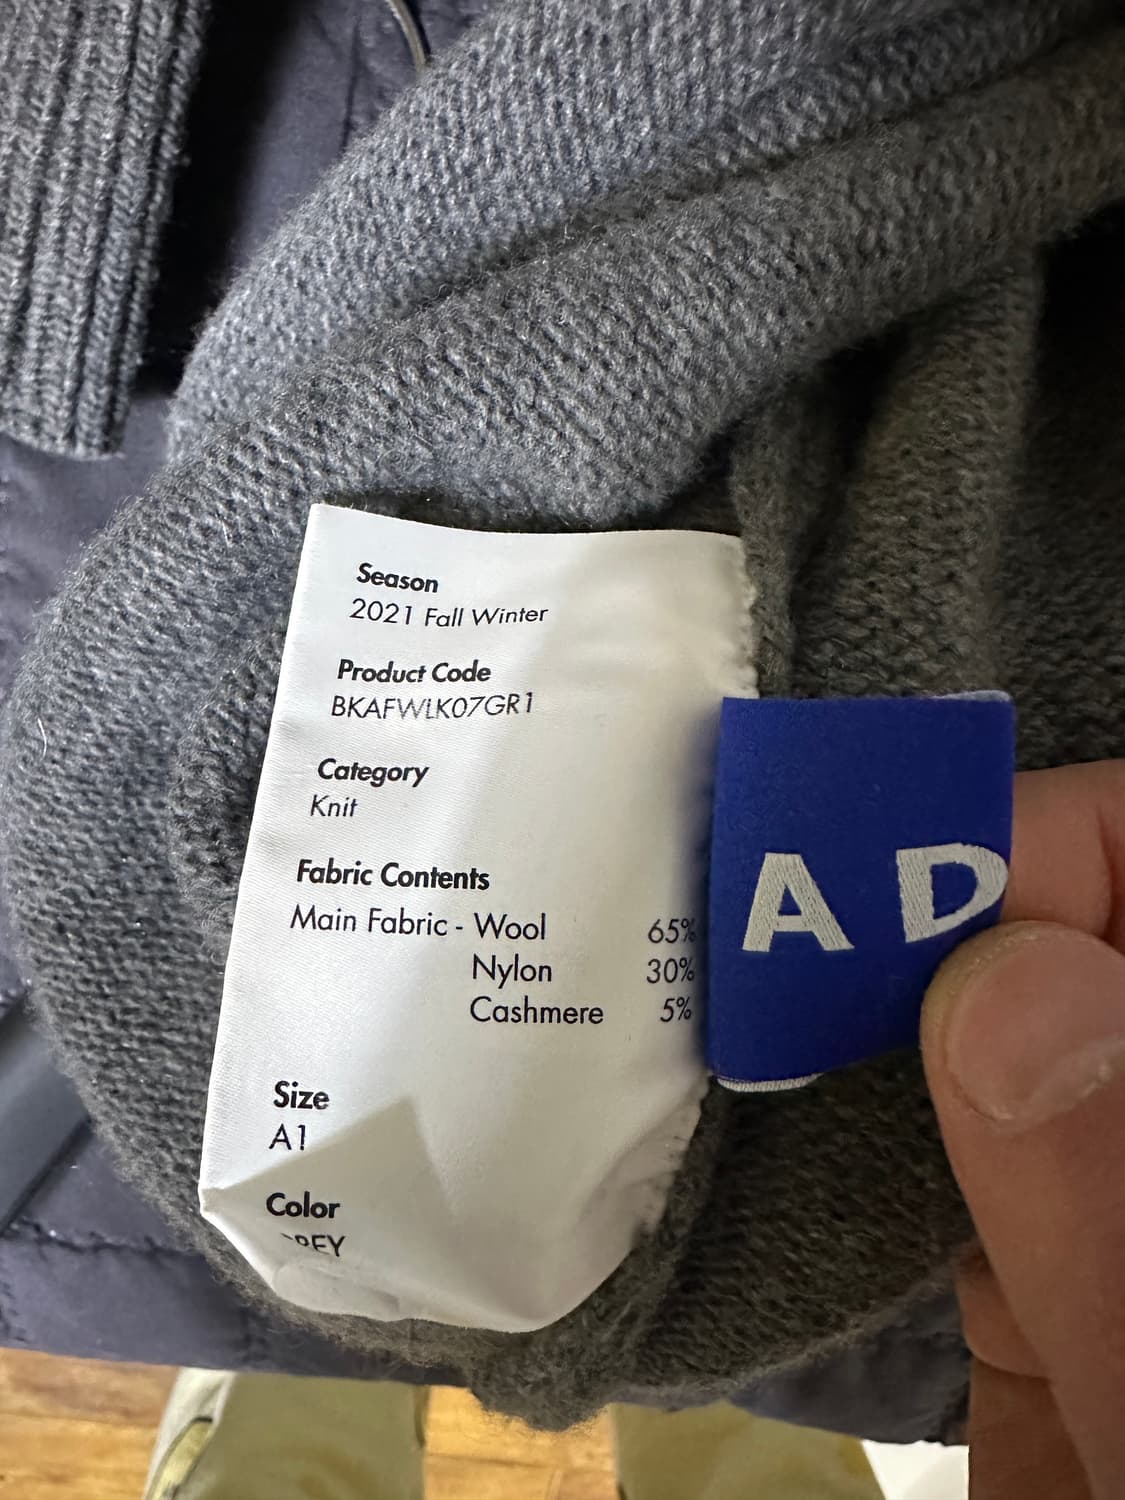 Season
2021 Fall Winter
Product Code
BKAFWLK07GR1
Category
Knit
Fabric Contents
Main Fabric - Wool 65%
Nylon 30%
Cashmere 5%
Size
A1
Color
A D